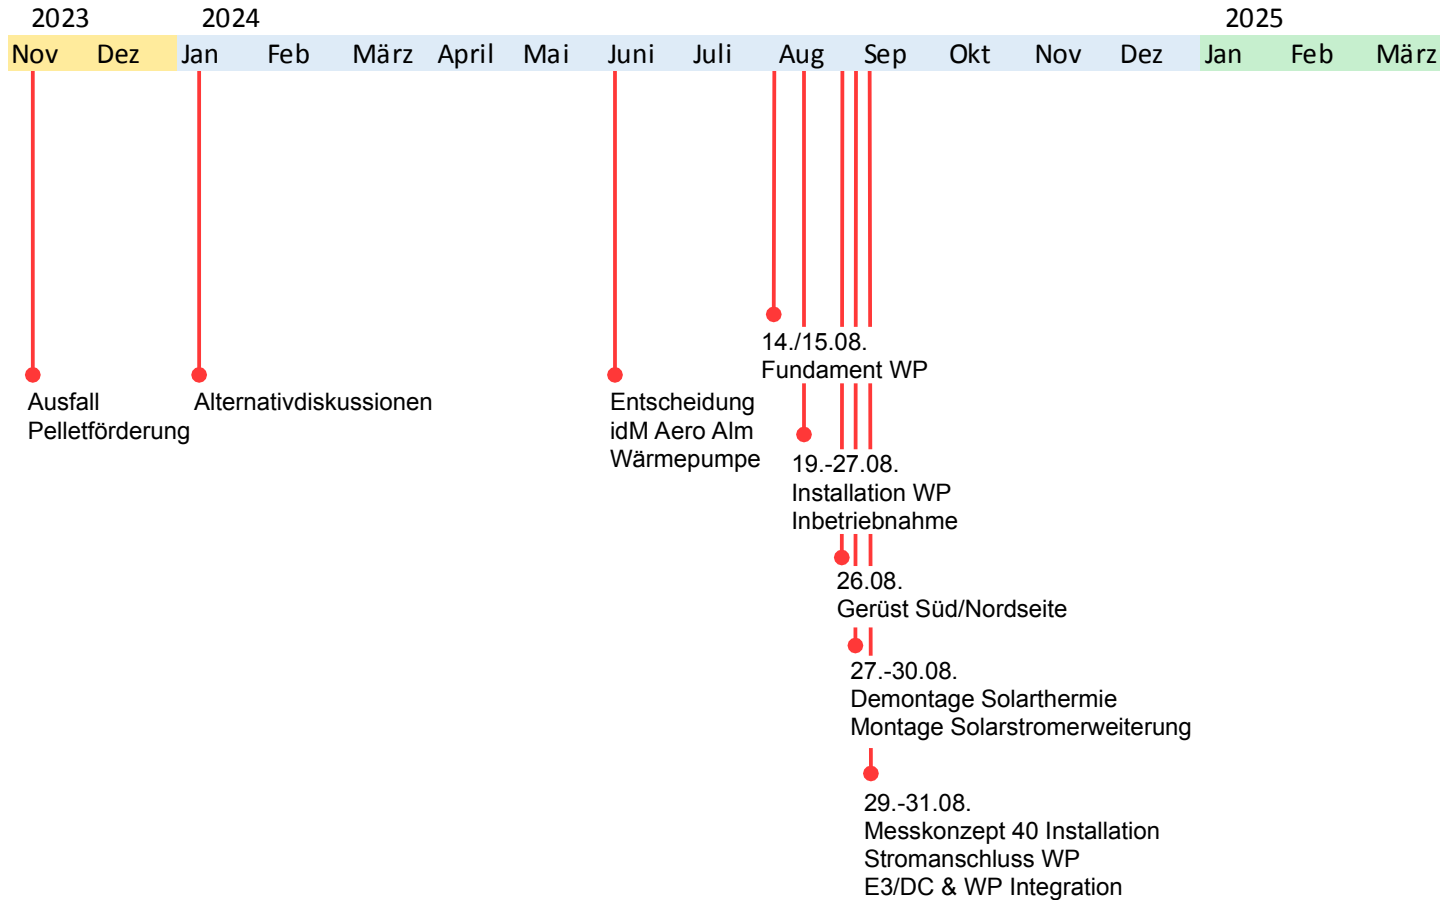 2023 2024 2025
Nov Dez Jan Feb März April Mai Juni Juli Aug Sep Okt Nov Dez Jan Feb März
Ausfall
Pelletförderung
Alternativdiskussionen
Entscheidung
idM Aero Alm
Wärmepumpe
14./15.08.
Fundament WP
19.-27.08.
Installation WP
Inbetriebnahme
26.08.
Gerüst Süd/Nordseite
27.-30.08.
Demontage Solarthermie
Montage Solarstromerweiterung
29.-31.08.
Messkonzept 40 Installation
Stromanschluss WP
E3/DC & WP Integration